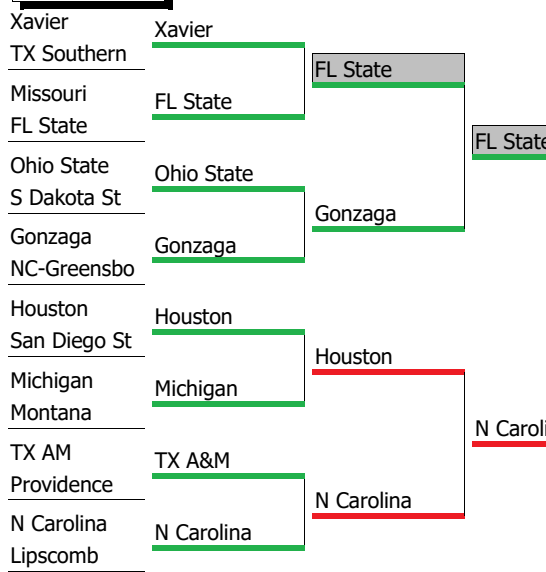 Xavier
TX Southern
Missouri
FL State
Ohio State
S Dakota St
Gonzaga
NC-Greensbo
Houston
San Diego St
Michigan
Montana
TX AM
Providence
N Carolina
Lipscomb
Xavier
FL State
Ohio State
Gonzaga
Houston
Michigan
TX A&M
N Carolina
FL State
Gonzaga
Houston
N Carolina
FL State
N Caroli